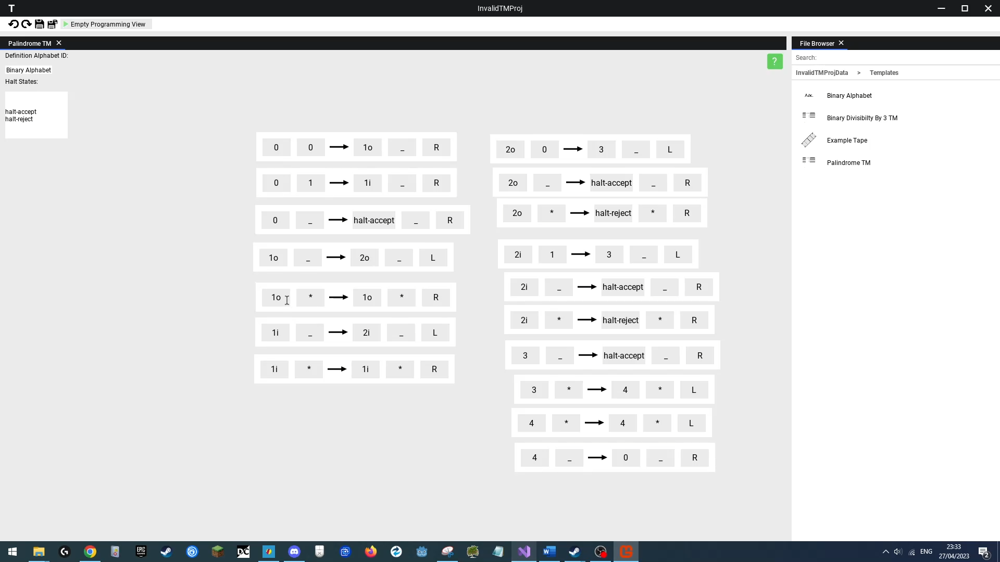 T
InvalidTMProj
Empty Programming View
Palindrome TM
Definition Alphabet ID:
Binary Alphabet
Halt States:
halt-accept
halt-reject
?
0 0 1o _ R
0 1 1i _ R
0 _ halt-accept _ R
1o _ 2o _ L
1o * 1o * R
1i _ 2i _ L
1i * 1i * R
2o 0 3 _ L
2o _ halt-accept _ R
2o * halt-reject * R
2i 1 3 _ L
2i _ halt-accept _ R
2i * halt-reject * R
3 _ halt-accept _ R
3 * 4 * L
4 * 4 * L
4 _ 0 _ R
File Browser
Search:
InvalidTMProjData > Templates
Binary Alphabet
Binary Divisibilty By 3 TM
Example Tape
Palindrome TM
EPIC GAMES
DC
ENG
23:33
27/04/2023
2